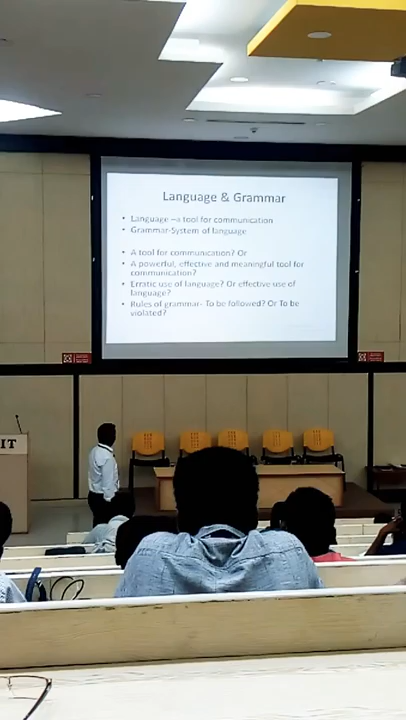 Language & Grammar
• Language –a tool for communication
• Grammar-System of language
• A tool for communication? Or
• A powerful, effective and meaningful tool for
communication?
• Erratic use of language? Or effective use of
language?
• Rules of grammar- To be followed? Or To be
violated?
IT